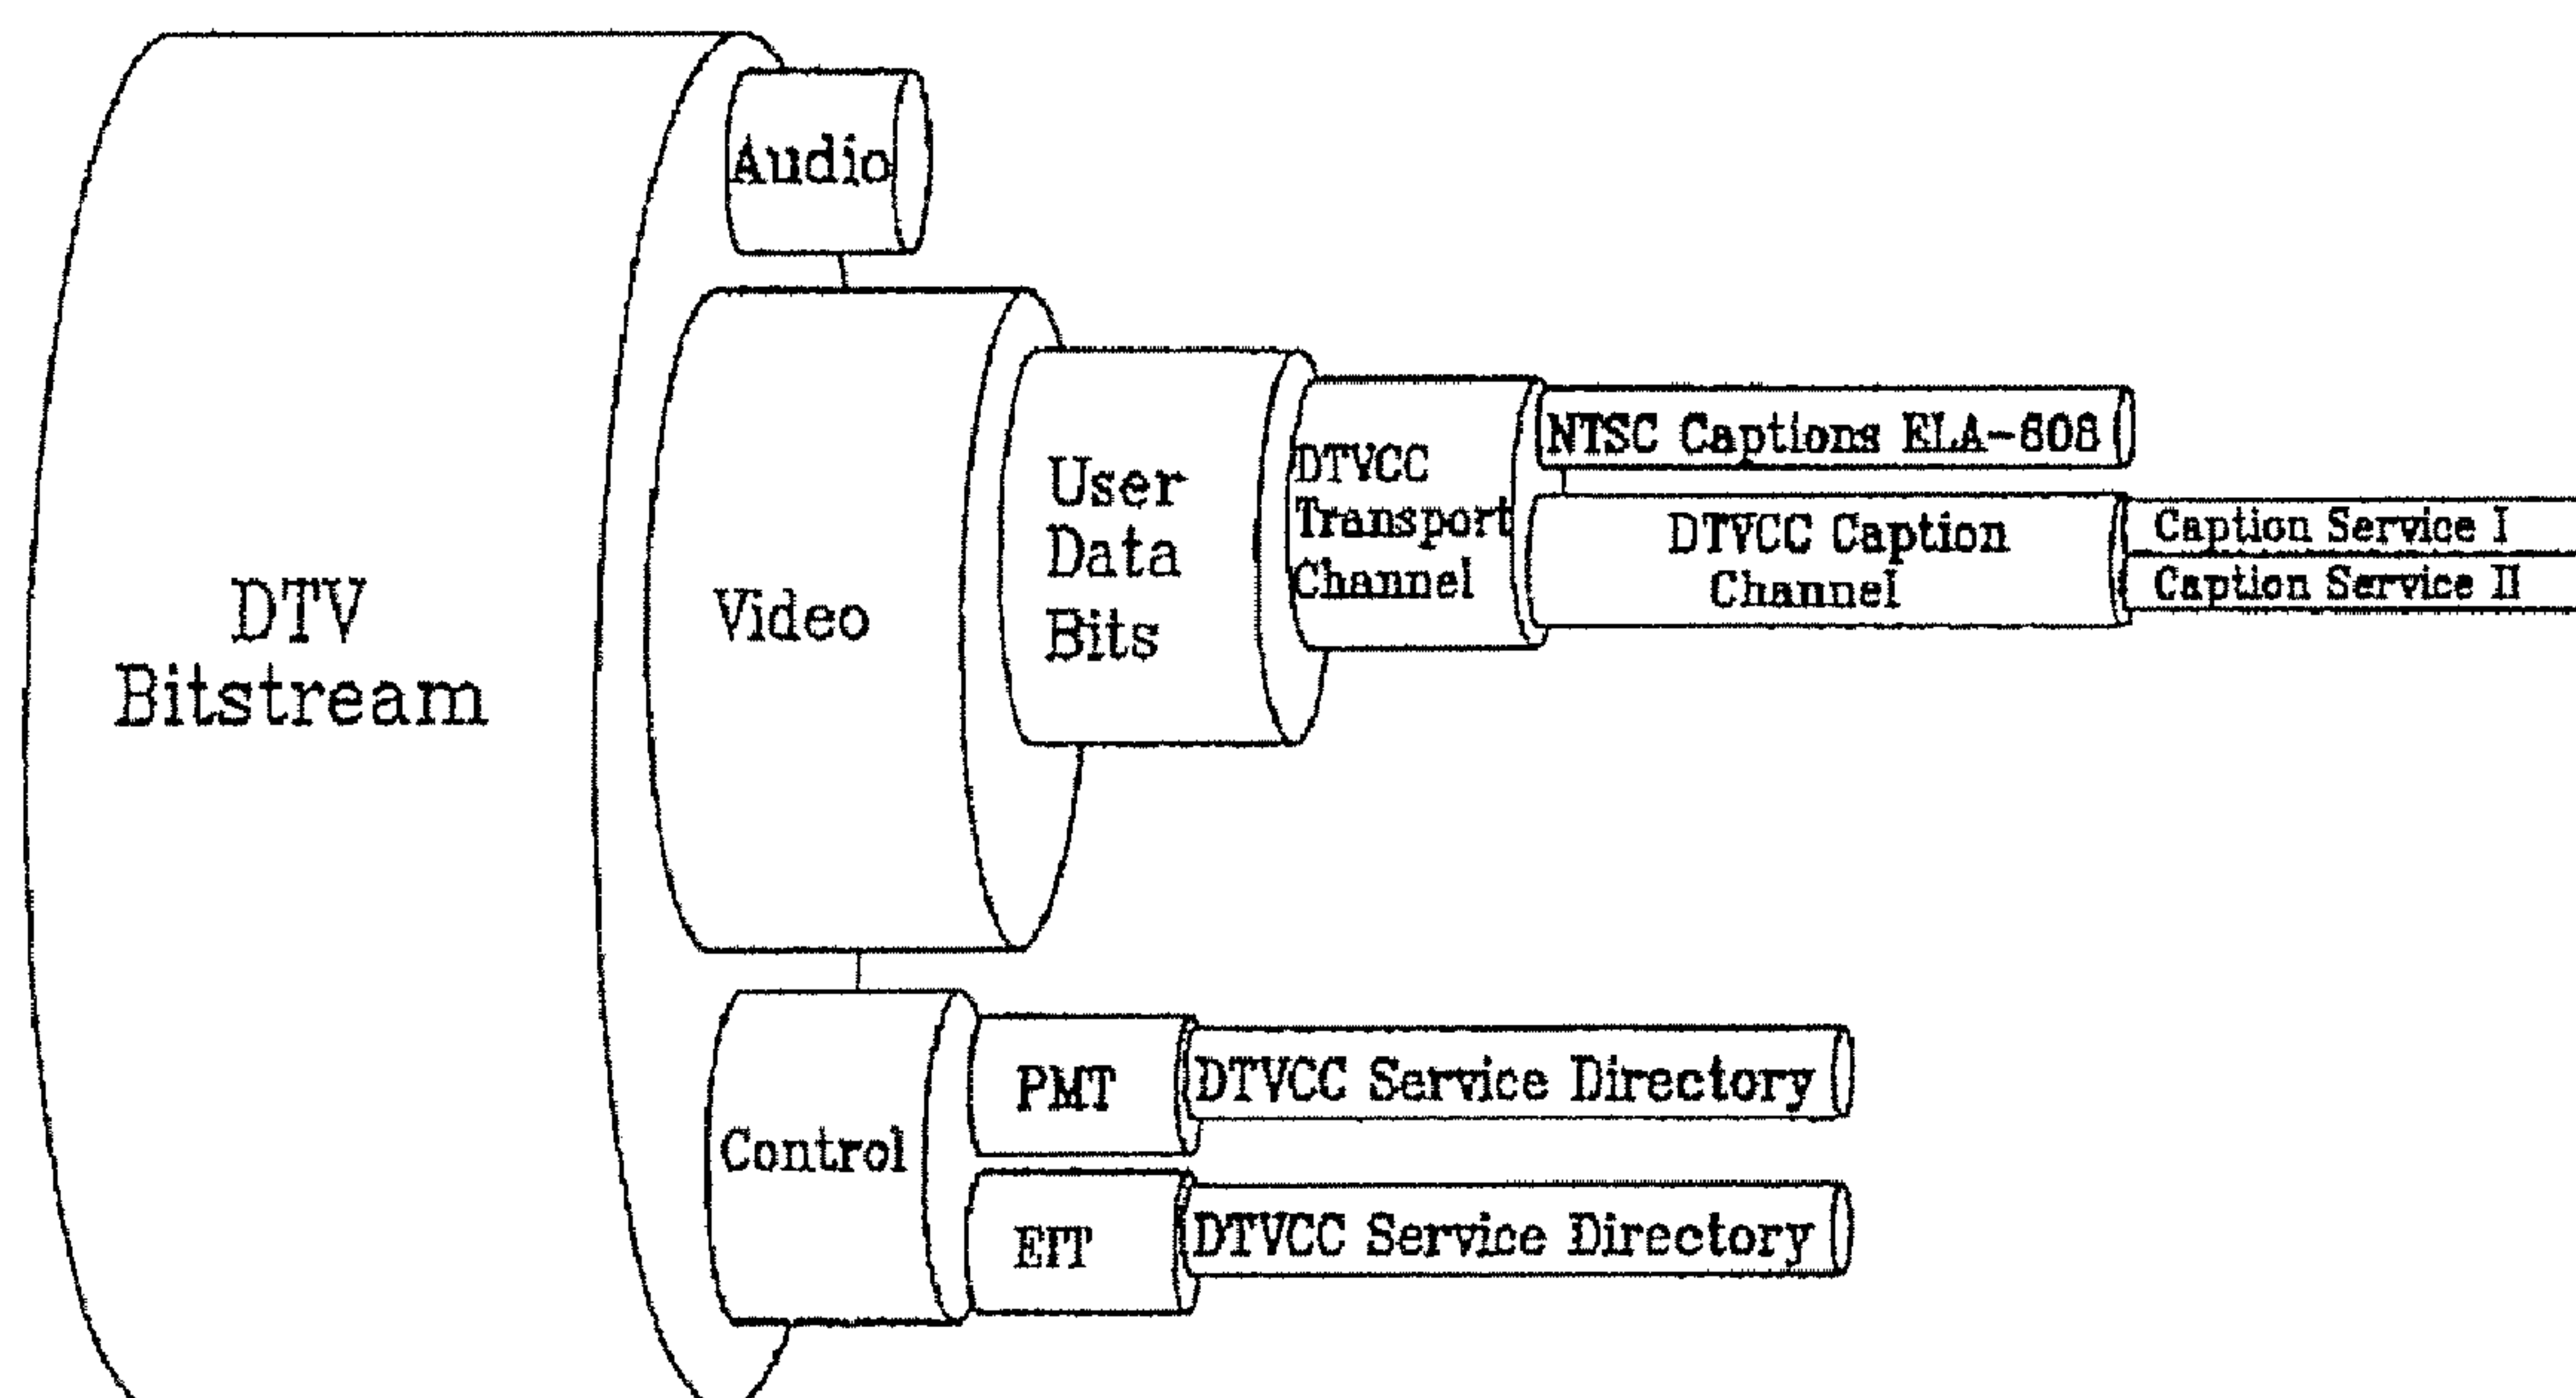 Audio
DTV
Bitstream
Video
User
Data
Bits
DTVCC
Transport
Channel
NTSC Captions ELA-608
DTVCC Caption
Channel
Caption Service I
Caption Service II
Control
PMT
DTVCC Service Directory
EIT
DTVCC Service Directory